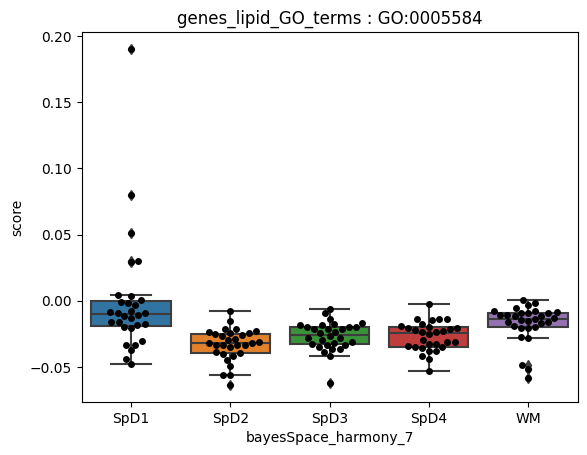 genes_lipid_GO_terms : GO:0005584
0.20
0.15
0.10
0.05
0.00
−0.05
score
SpD1 SpD2 SpD3 SpD4 WM
bayesSpace_harmony_7